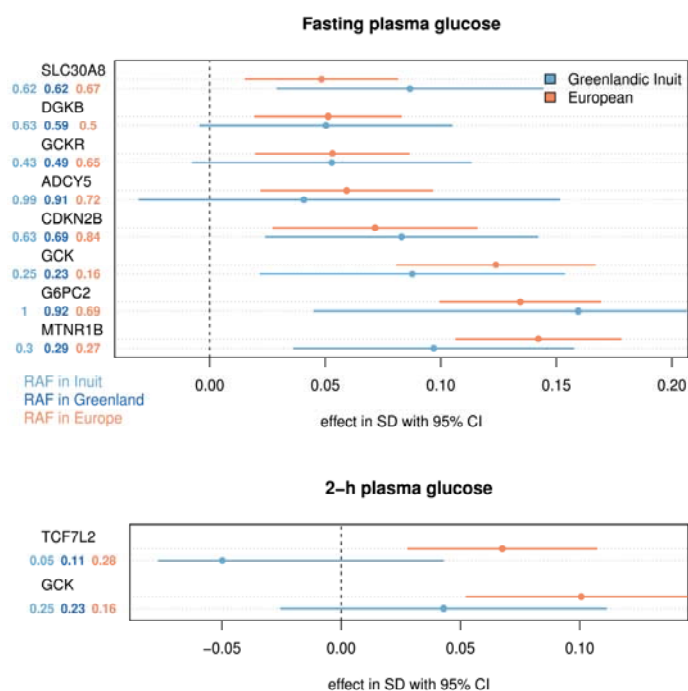 Fasting plasma glucose
SLC30A8
0.62 0.62 0.67
DGKB
0.63 0.59 0.5
GCKR
0.43 0.49 0.65
ADCY5
0.99 0.91 0.72
CDKN2B
0.63 0.69 0.84
GCK
0.25 0.23 0.16
G6PC2
1 0.92 0.69
MTNR1B
0.3 0.29 0.27
Greenlandic Inuit
European
RAF in Inuit
RAF in Greenland
RAF in Europe
0.00 0.05 0.10 0.15 0.20
effect in SD with 95% CI
2−h plasma glucose
TCF7L2
0.05 0.11 0.28
GCK
0.25 0.23 0.16
−0.05 0.00 0.05 0.10
effect in SD with 95% CI